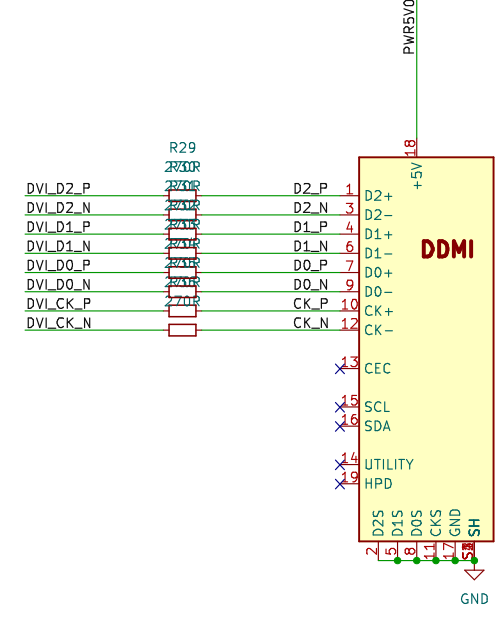 PWR5V0
18
+5V
R29
DVI_D2_P D2_P 1 D2+
DVI_D2_N D2_N 3 D2-
DVI_D1_P D1_P 4 D1+
DVI_D1_N D1_N 6 D1-
DVI_D0_P D0_P 7 D0+
DVI_D0_N D0_N 9 D0-
DVI_CK_P CK_P 10 CK+
270R
DVI_CK_N CK_N 12 CK-
DDMI
13 CEC
15 SCL
16 SDA
14 UTILITY
19 HPD
D2S D1S D0S CKS GND SH
2 5 8 11 17
GND